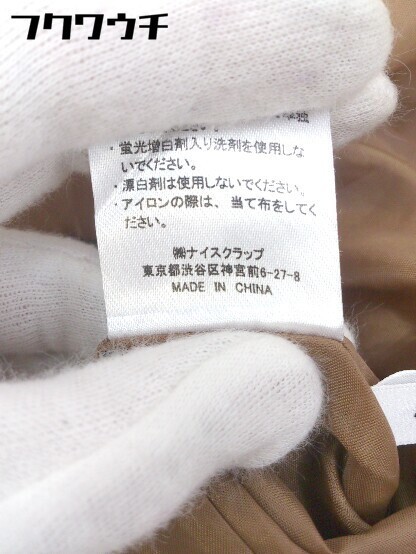 フクワウチ
・蛍光増白剤入り洗剤を使用しな
いでください。
・漂白剤は使用しないでください。
・アイロンの際は、当て布をしてく
ださい。
㈱ナイスクラップ
東京都渋谷区神宮前6-27-8
MADE IN CHINA